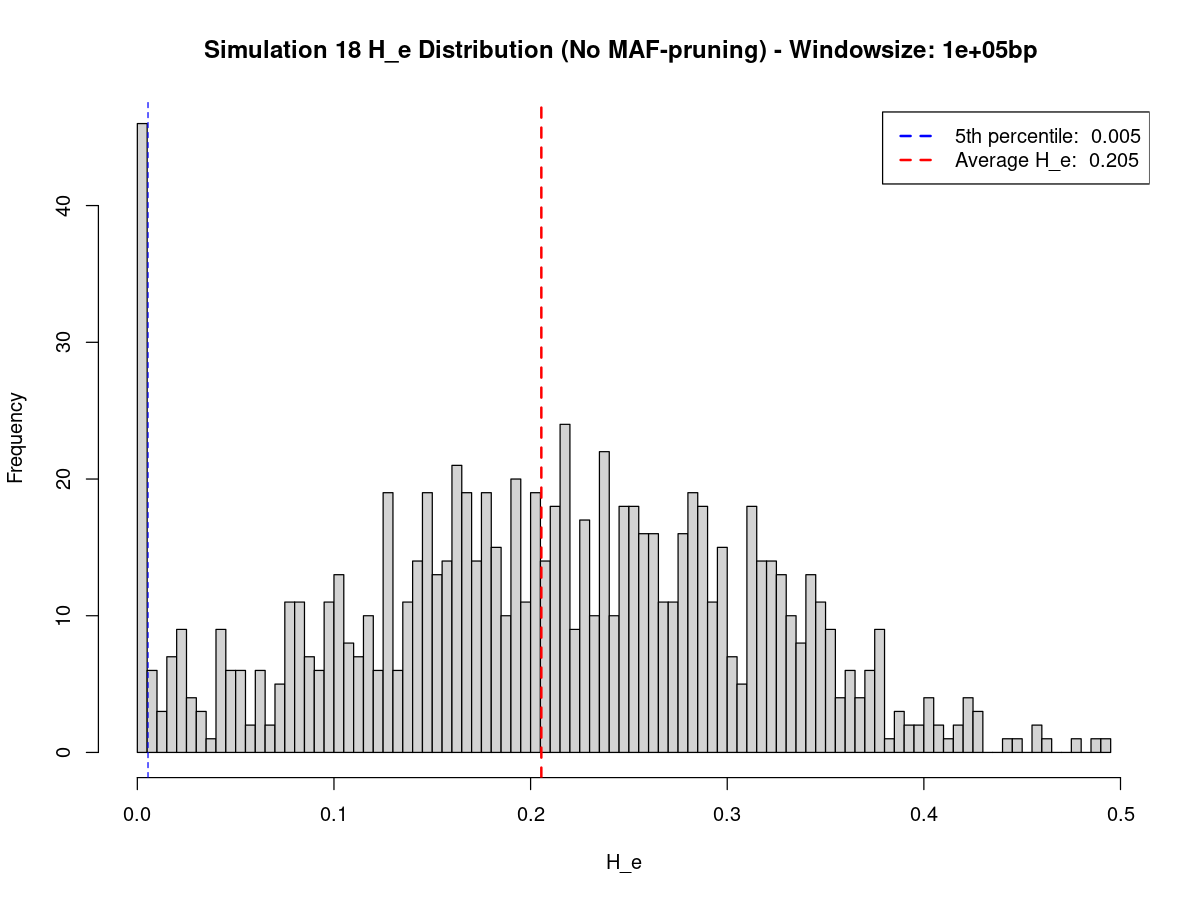 Simulation 18 H_e Distribution (No MAF-pruning) - Windowsize: 1e+05bp
5th percentile: 0.005
Average H_e: 0.205
Frequency
40
30
20
10
0
0.0 0.1 0.2 0.3 0.4 0.5
H_e